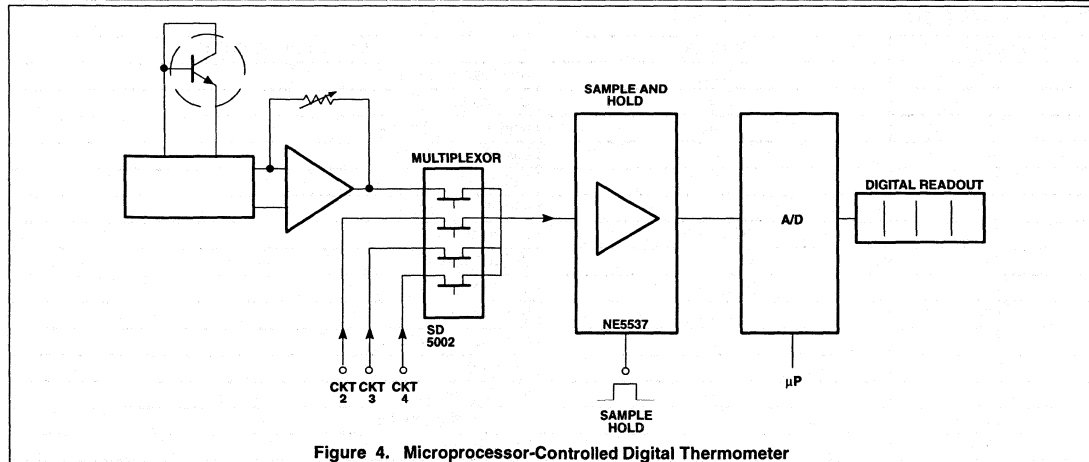 SAMPLE AND
HOLD
MULTIPLEXOR
DIGITAL READOUT
A/D
NE5537
SD
5002
μP
CKT
2
CKT
3
CKT
4
SAMPLE
HOLD
Figure 4. Microprocessor-Controlled Digital Thermometer